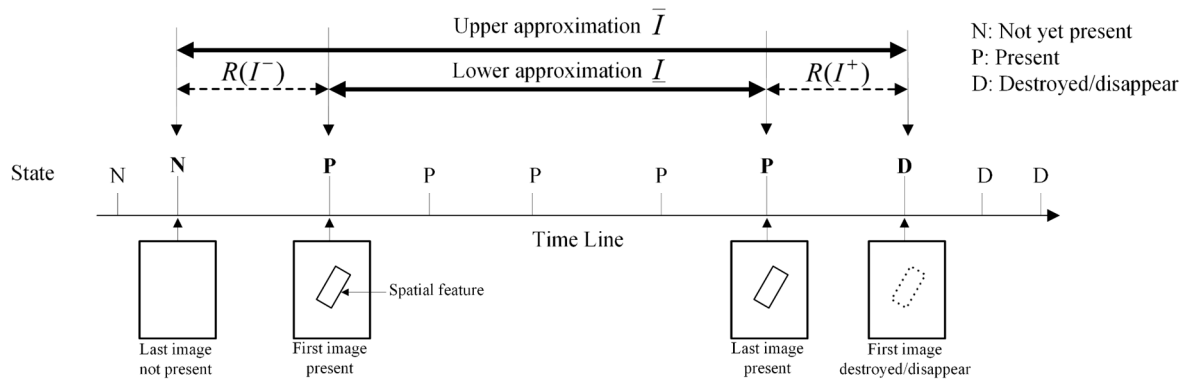 Upper approximation I̅
N: Not yet present
P: Present
D: Destroyed/disappear
R(I⁻)
Lower approximation I̲
R(I⁺)
State
N N P P P P P D D D
Time Line
Spatial feature
Last image
not present
First image
present
Last image
present
First image
destroyed/disappear